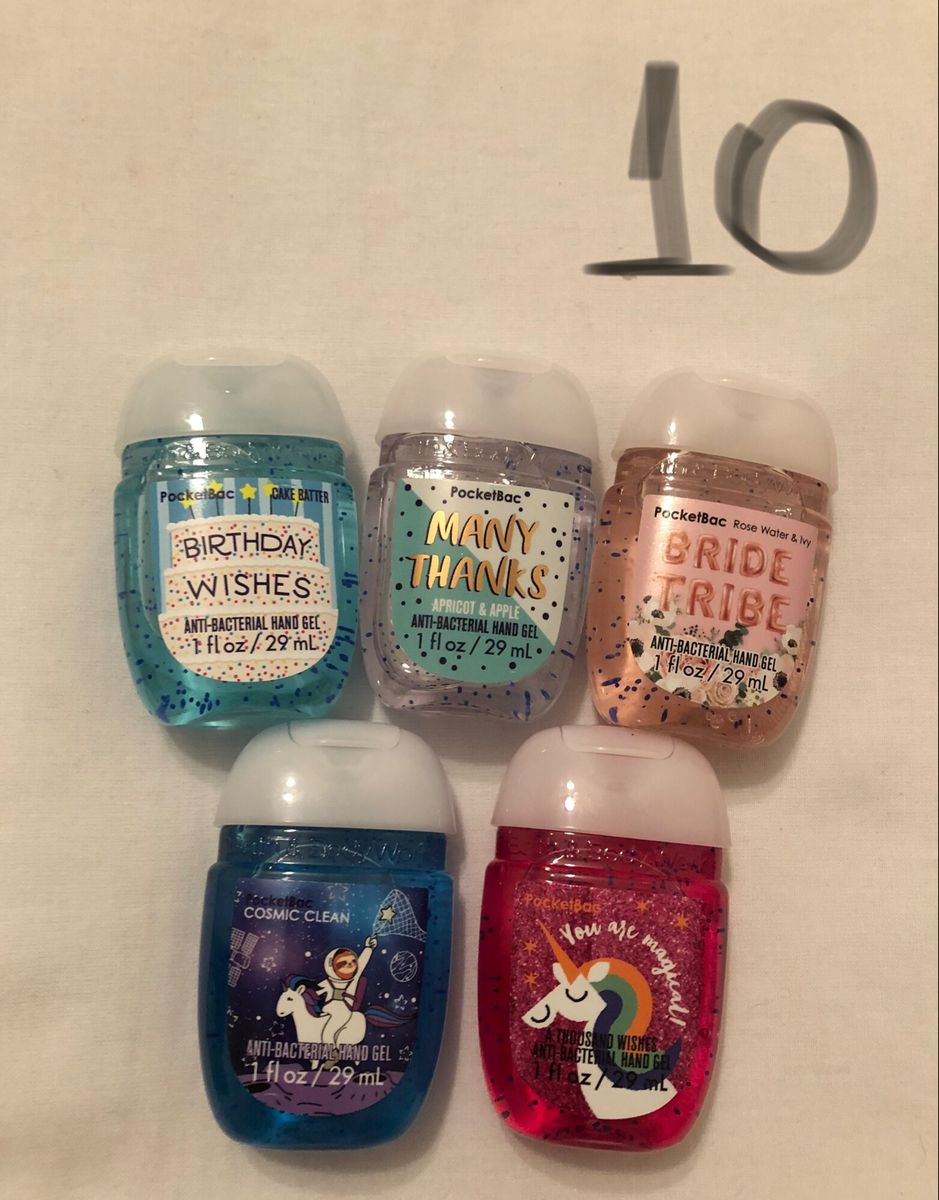 10
PocketBac CAKE BATTER
BIRTHDAY
WISHES
ANTI-BACTERIAL HAND GEL
1 fl oz / 29 mL
PocketBac
MANY
THANKS
APRICOT & APPLE
ANTI-BACTERIAL HAND GEL
1 fl oz / 29 mL
PocketBac Rose Water & Ivy
BRIDE
TRIBE
ANTI-BACTERIAL HAND GEL
1 fl oz / 29 mL
PocketBac
COSMIC CLEAN
ANTI-BACTERIAL HAND GEL
1 fl oz / 29 mL
PocketBac
You are magical!
A THOUSAND WISHES
ANTI-BACTERIAL HAND GEL
1 fl oz / 29 mL